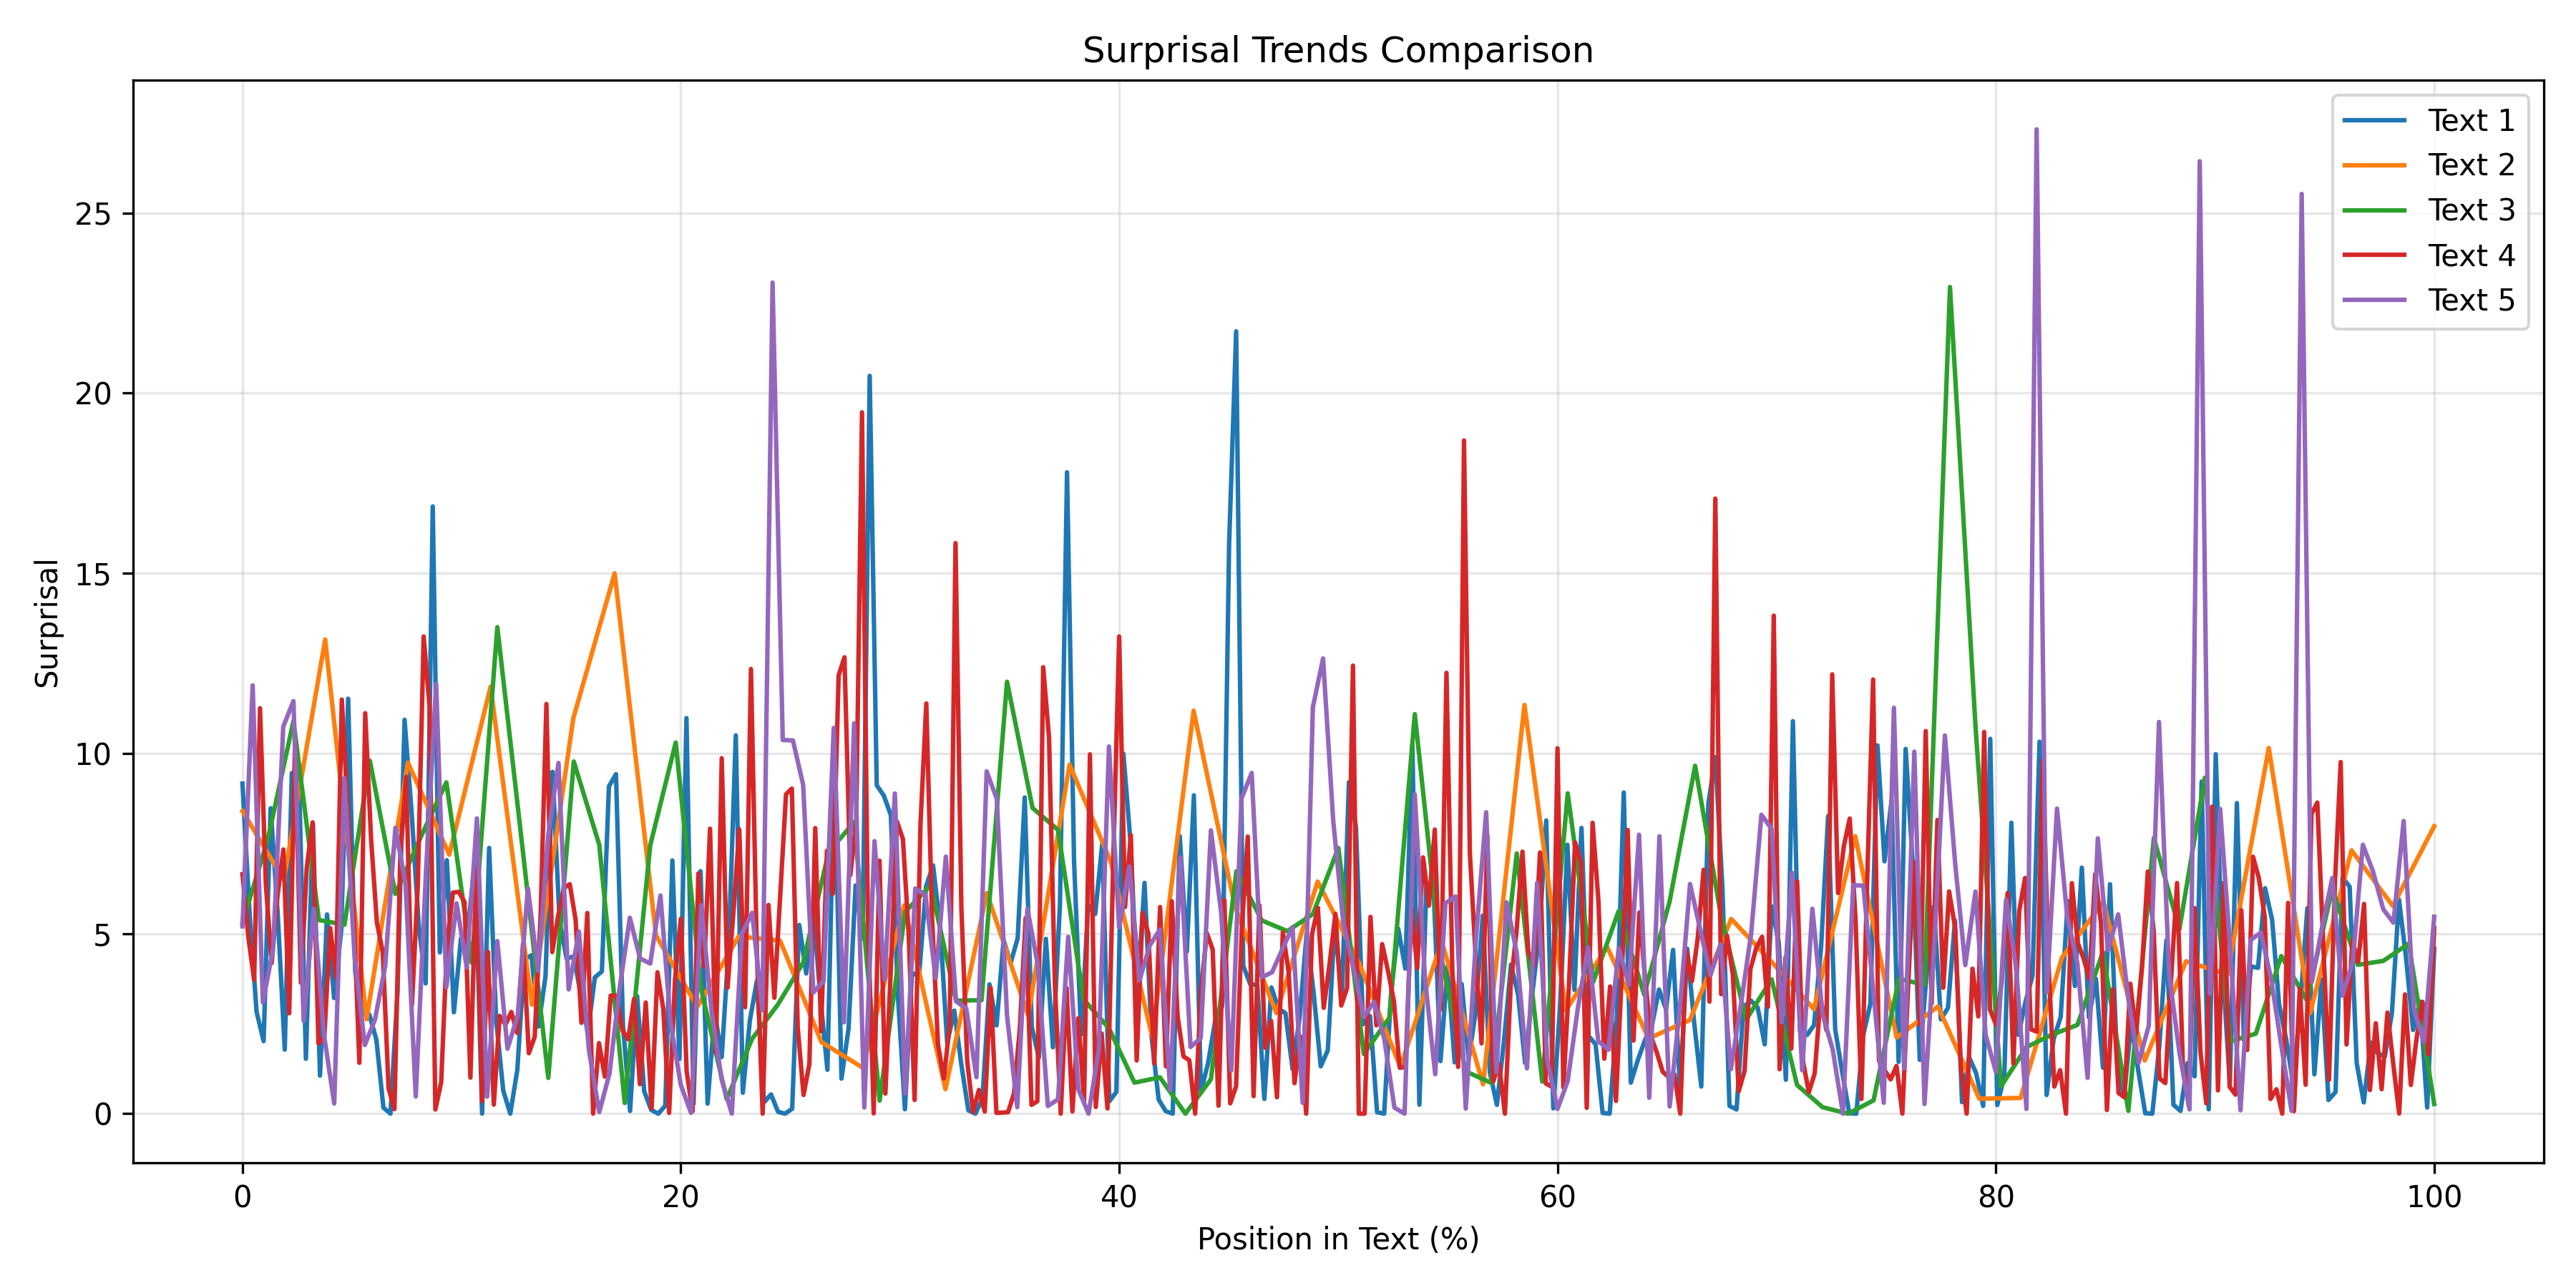 Surprisal Trends Comparison
Text 1
Text 2
Text 3
Text 4
Text 5
25
20
15
10
5
0
Surprisal
0 20 40 60 80 100
Position in Text (%)